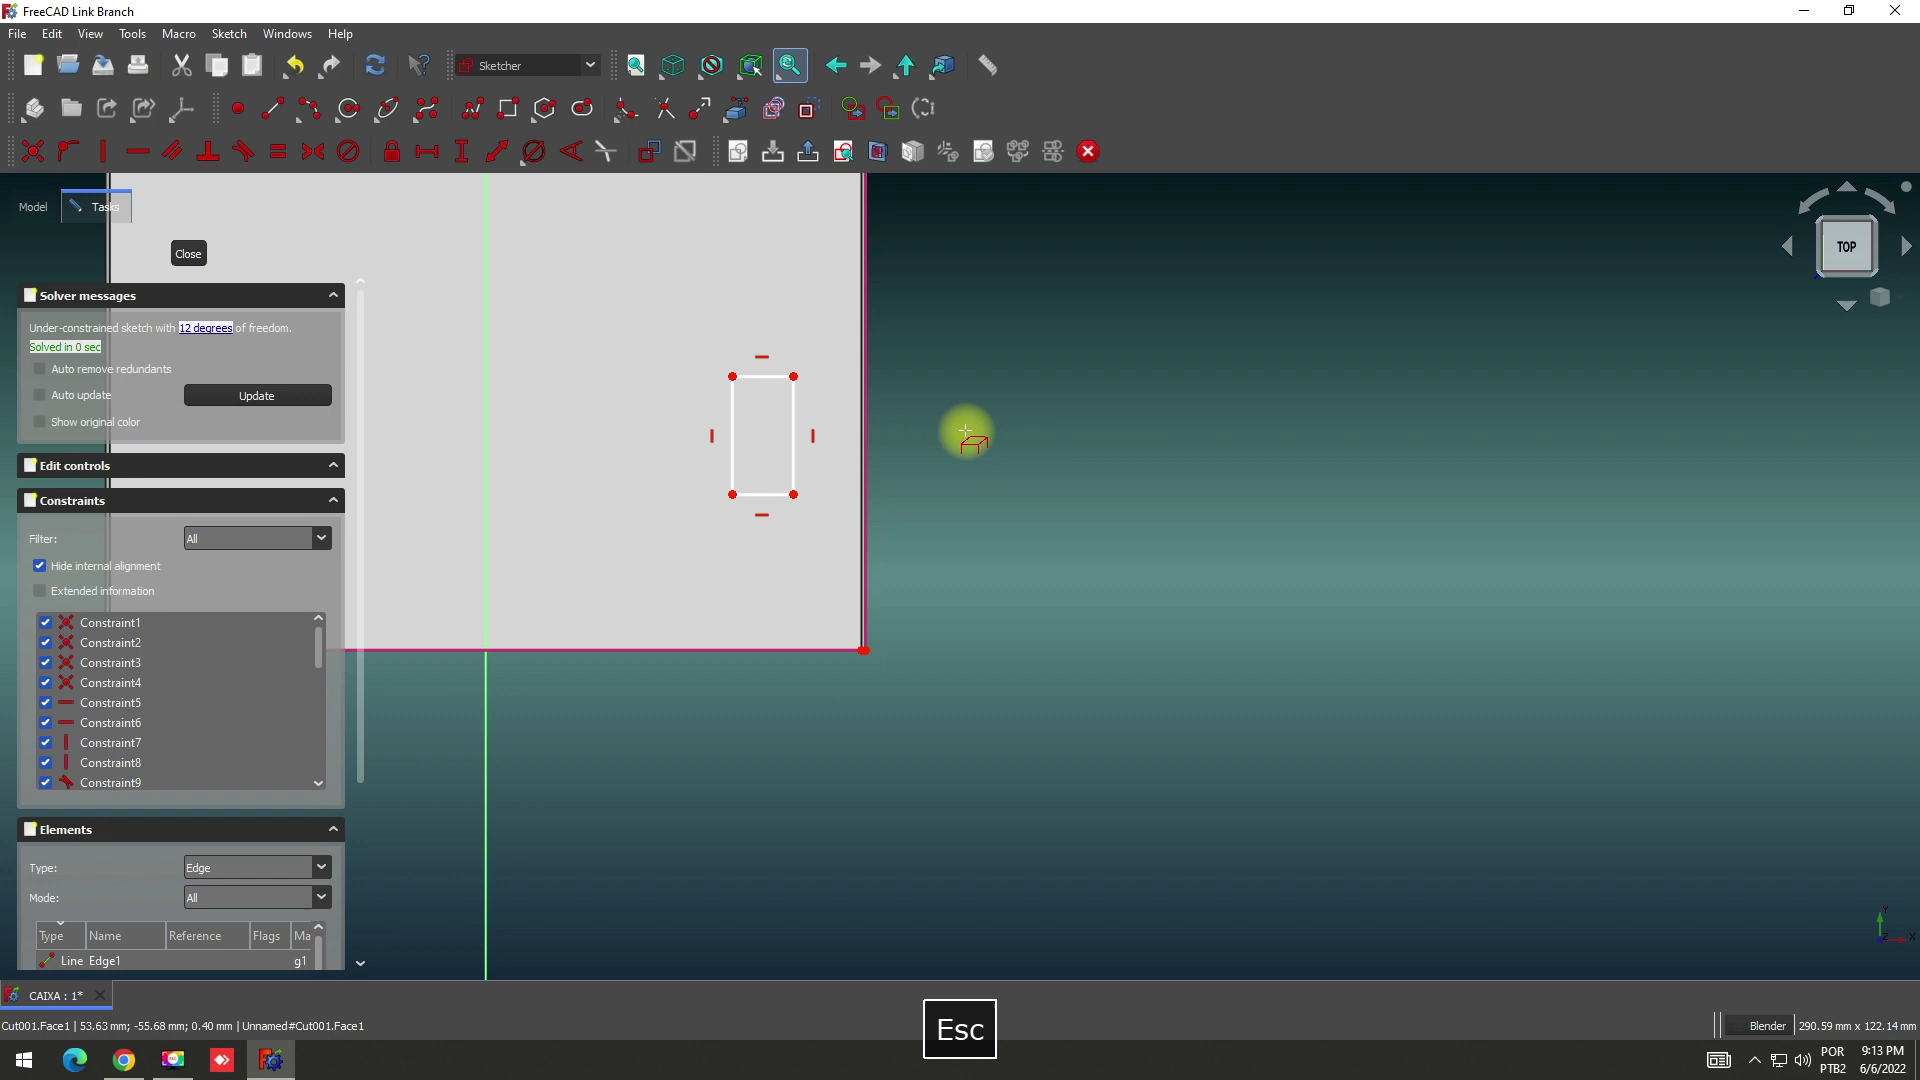 FreeCAD Link Branch
File Edit View Tools Macro Sketch Windows Help
Sketcher
Model Tasks
Close
TOP
Solver messages
Under-constrained sketch with 12 degrees of freedom.
Solved in 0 sec
Auto remove redundants
Auto update Update
Show original color
Edit controls
Constraints
Filter: All
Hide internal alignment
Extended information
Constraint1
Constraint2
Constraint3
Constraint4
Constraint5
Constraint6
Constraint7
Constraint8
Constraint9
Elements
Type: Edge
Mode: All
Type Name Reference Flags Ma
Line Edge1 g1
Y
Z X
CAIXA : 1*
Cut001.Face1 | 53.63 mm; -55.68 mm; 0.40 mm | Unnamed#Cut001.Face1
Esc
Blender 290.59 mm x 122.14 mm
POR
PTB2
9:13 PM
6/6/2022